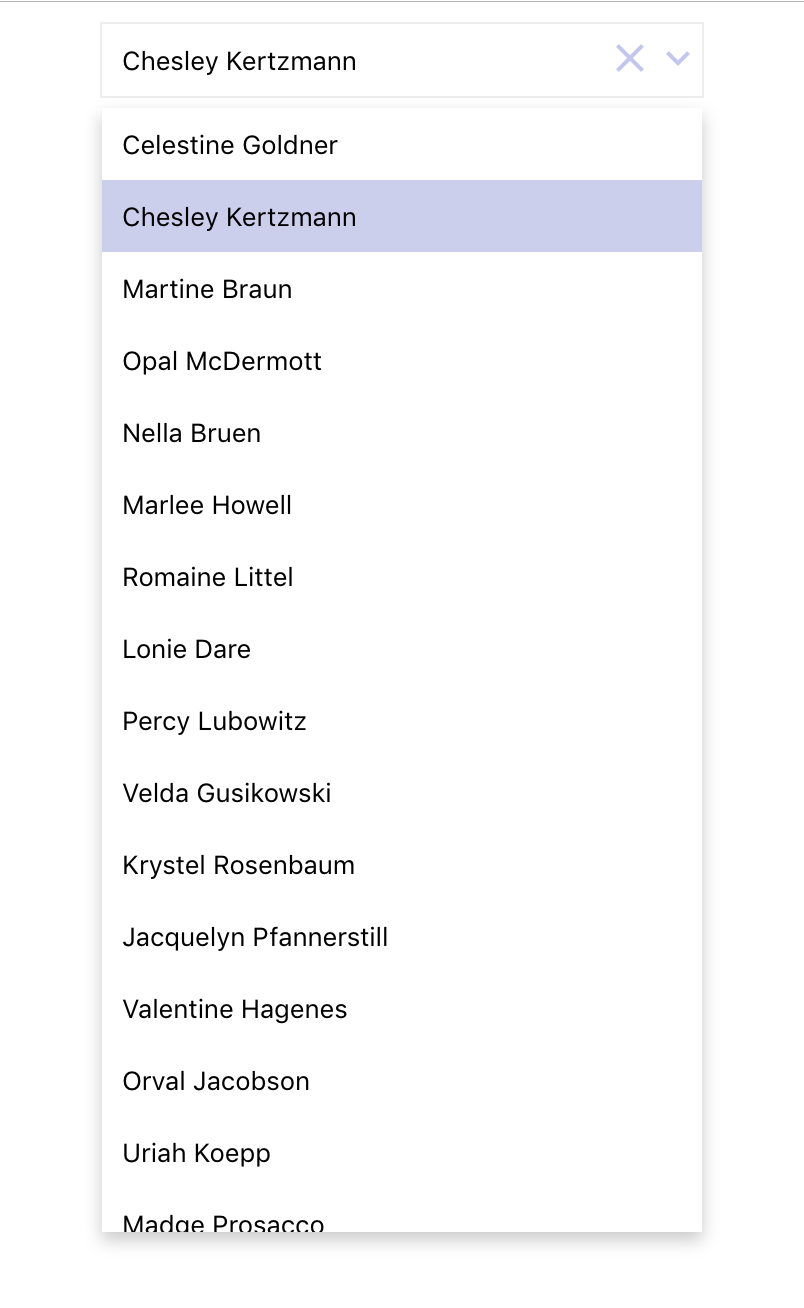 Chesley Kertzmann
Celestine Goldner
Chesley Kertzmann
Martine Braun
Opal McDermott
Nella Bruen
Marlee Howell
Romaine Littel
Lonie Dare
Percy Lubowitz
Velda Gusikowski
Krystel Rosenbaum
Jacquelyn Pfannerstill
Valentine Hagenes
Orval Jacobson
Uriah Koepp
Madge Prosacco